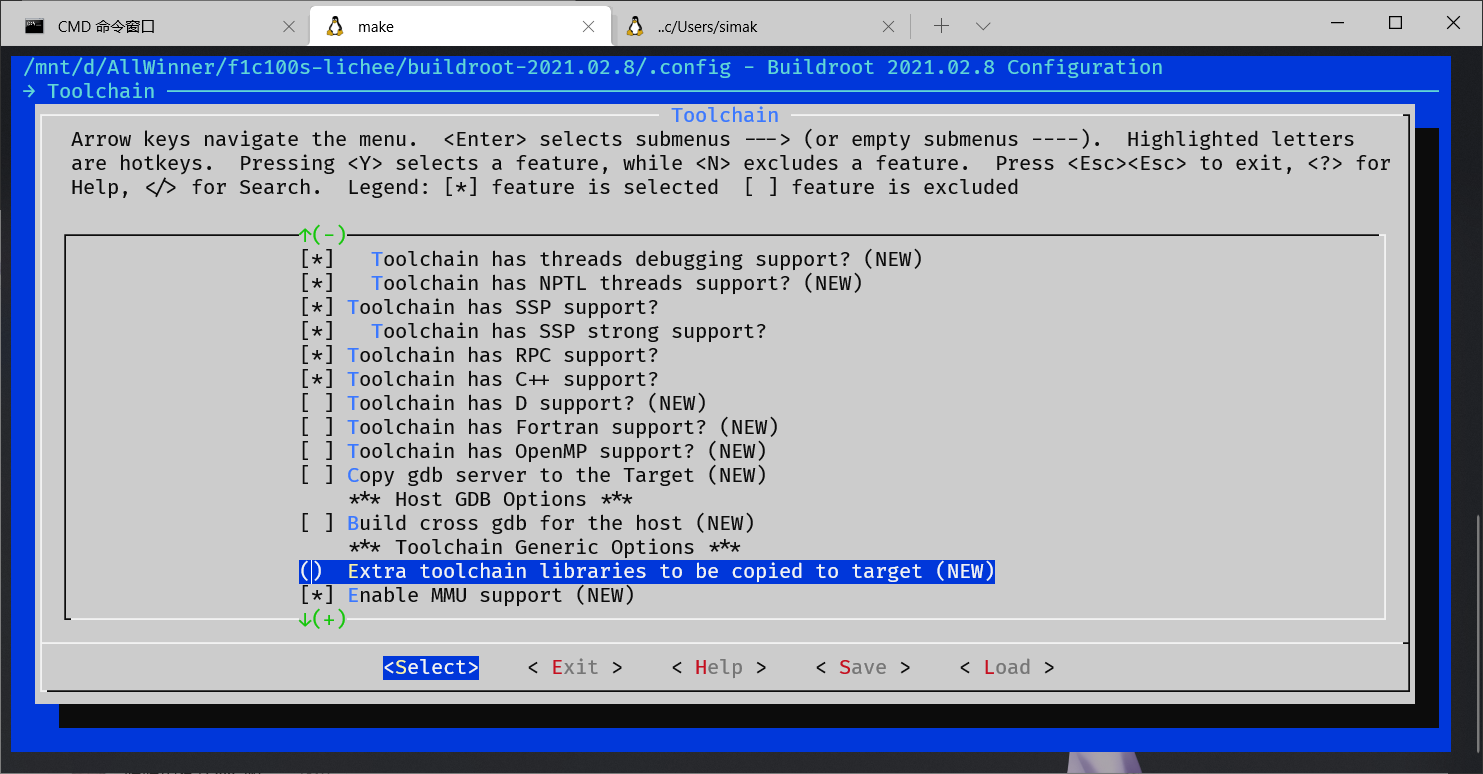 CMD 命令窗口
make
..c/Users/simak
/mnt/d/AllWinner/f1c100s-lichee/buildroot-2021.02.8/.config - Buildroot 2021.02.8 Configuration
→ Toolchain
Toolchain
Arrow keys navigate the menu.  <Enter> selects submenus ---> (or empty submenus ----).  Highlighted letters
are hotkeys.  Pressing <Y> selects a feature, while <N> excludes a feature.  Press <Esc><Esc> to exit, <?> for
Help, </> for Search.  Legend: [*] feature is selected  [ ] feature is excluded
↑(-)
[*]   Toolchain has threads debugging support? (NEW)
[*]   Toolchain has NPTL threads support? (NEW)
[*] Toolchain has SSP support?
[*]   Toolchain has SSP strong support?
[*] Toolchain has RPC support?
[*] Toolchain has C++ support?
[ ] Toolchain has D support? (NEW)
[ ] Toolchain has Fortran support? (NEW)
[ ] Toolchain has OpenMP support? (NEW)
[ ] Copy gdb server to the Target (NEW)
*** Host GDB Options ***
[ ] Build cross gdb for the host (NEW)
*** Toolchain Generic Options ***
()  Extra toolchain libraries to be copied to target (NEW)
[*] Enable MMU support (NEW)
↓(+)
<Select>    < Exit >    < Help >    < Save >    < Load >